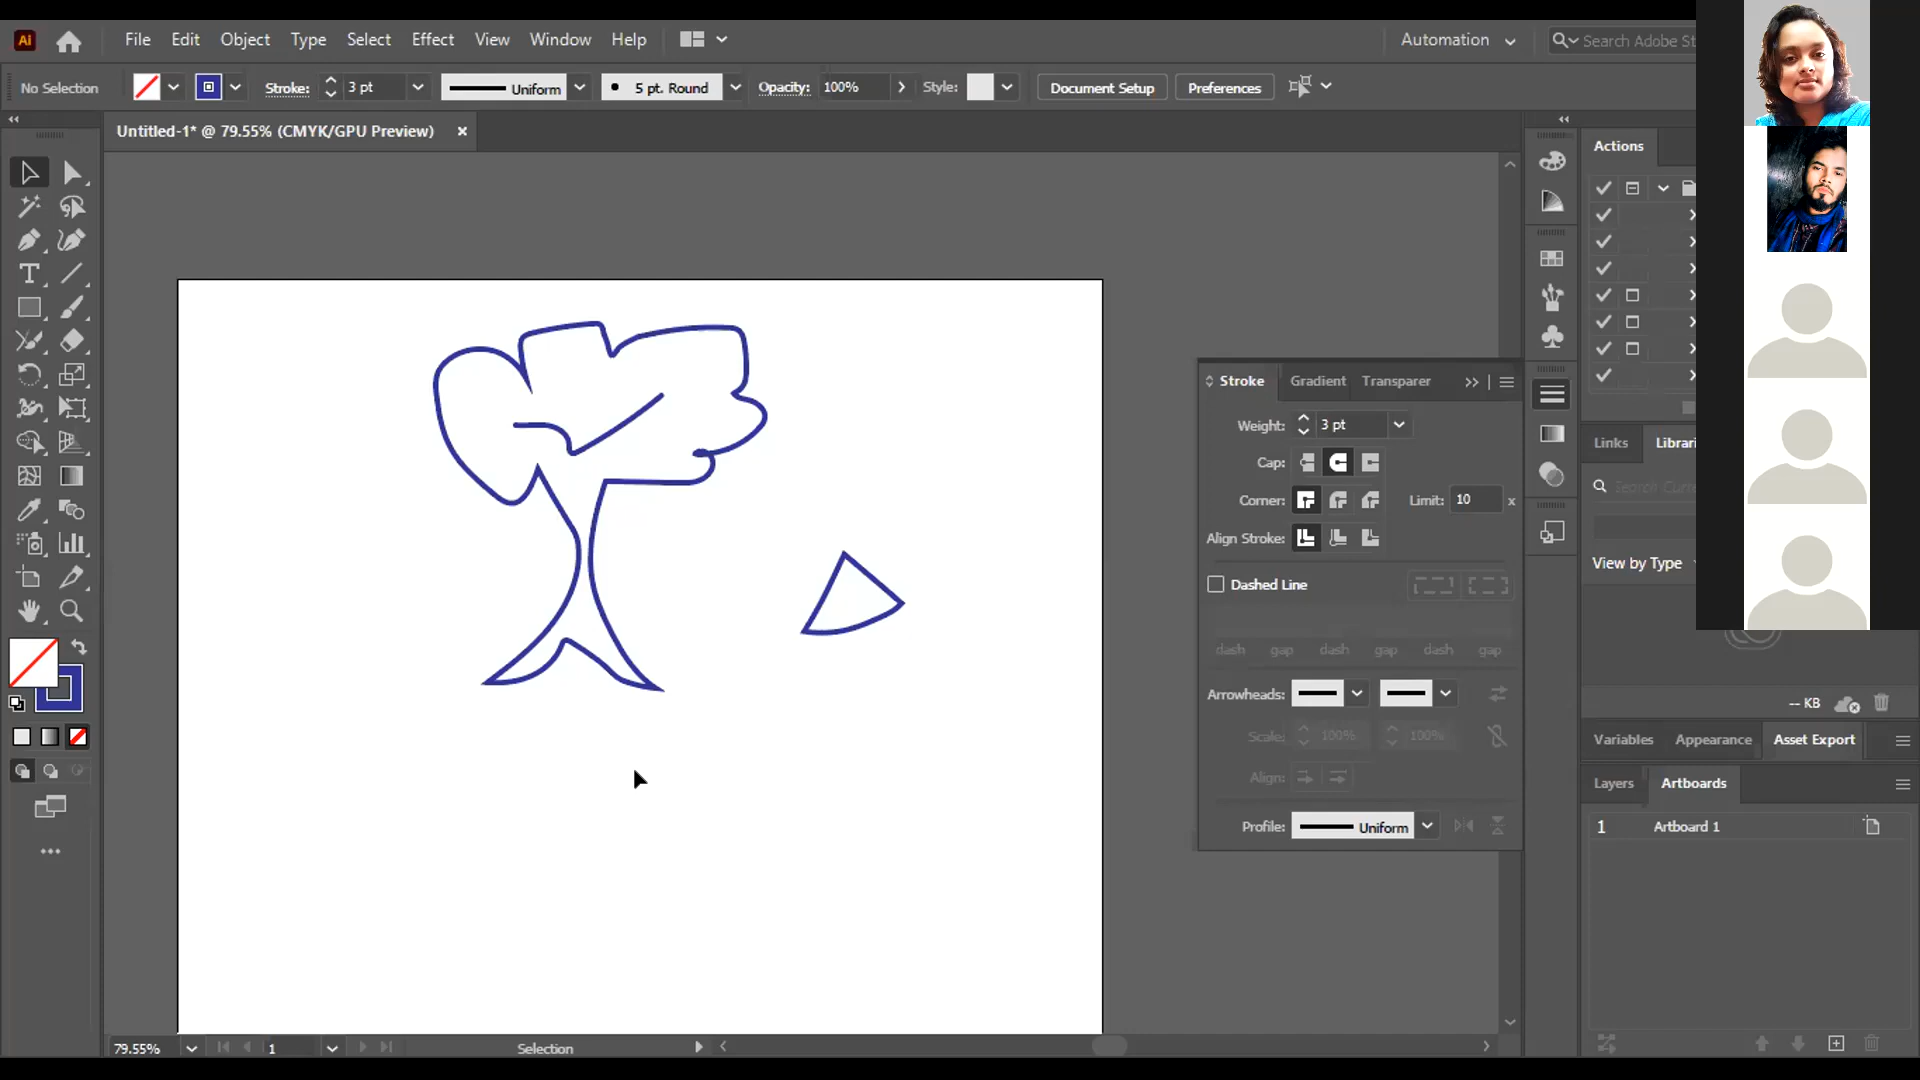 Ai File Edit Object Type Select Effect View Window Help Automation Search Adobe St
No Selection Stroke: 3 pt Uniform 5 pt. Round Opacity: 100% Style: Document Setup Preferences
Untitled-1* @ 79.55% (CMYK/GPU Preview) ×
Actions
Stroke Gradient Transparer
Weight: 3 pt
Cap:
Corner: Limit: 10 x
Align Stroke:
Dashed Line
dash gap dash gap dash gap
Arrowheads:
Scale: 100% 100%
Align:
Profile: Uniform
Links Librari
Search Curre
View by Type
-- KB
Variables Appearance Asset Export
Layers Artboards
1 Artboard 1
79.55% 1 Selection